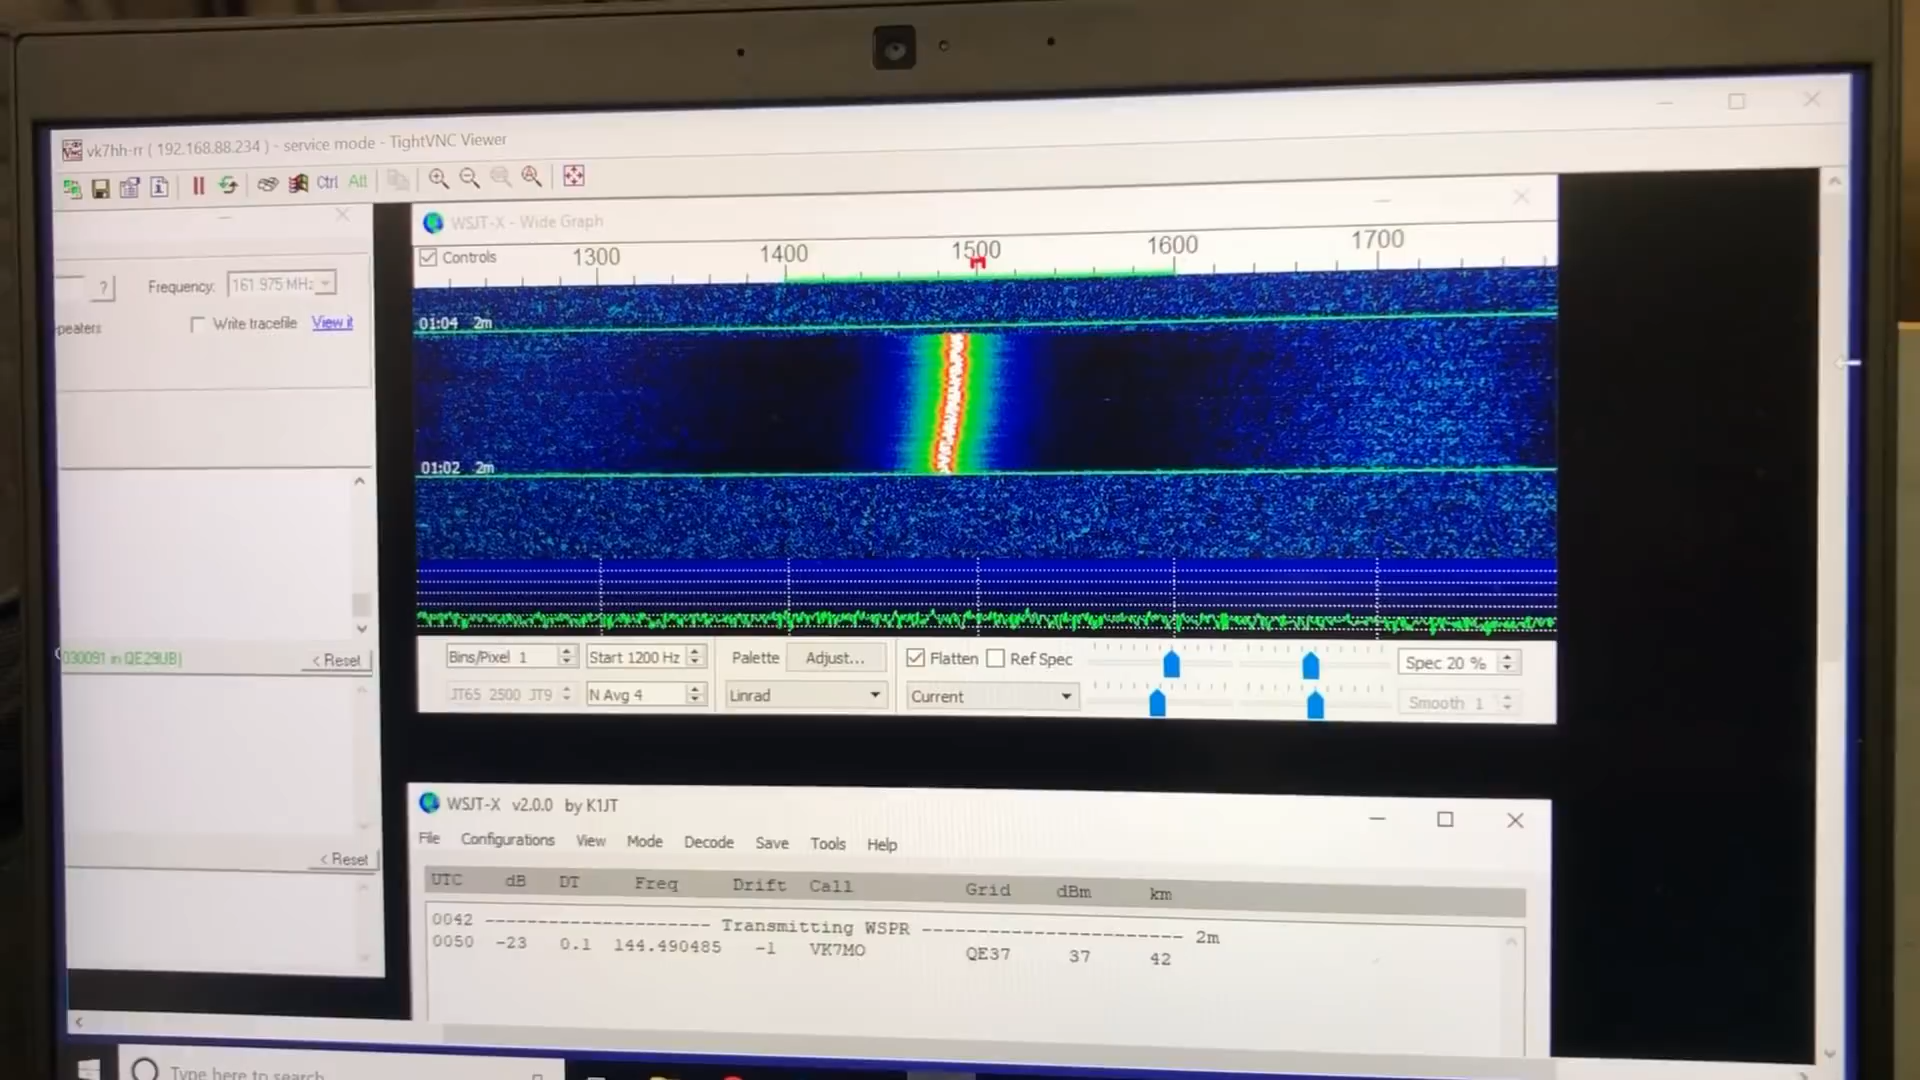 vk7hh-rr ( 192.168.88.234 ) - service mode - TightVNC Viewer
Ctrl Alt
WSJT-X - Wide Graph
Controls 1300 1400 1500 1600 1700
? Frequency: 161.975 MHz
peaters Write tracefile View it
01:04 2m
01:02 2m
030091 in QE29UB]
< Reset
Bins/Pixel 1 Start 1200 Hz Palette Adjust... Flatten Ref Spec Spec 20 %
JT65 2500 JT9 N Avg 4 Linrad Current Smooth 1
WSJT-X v2.0.0 by K1JT
File Configurations View Mode Decode Save Tools Help
< Reset
UTC dB DT Freq Drift Call Grid dBm km
0042 --------------------- Transmitting WSPR ------------------------ 2m
0050 -23 0.1 144.490485 -1 VK7MO QE37 37 42
Type here to search